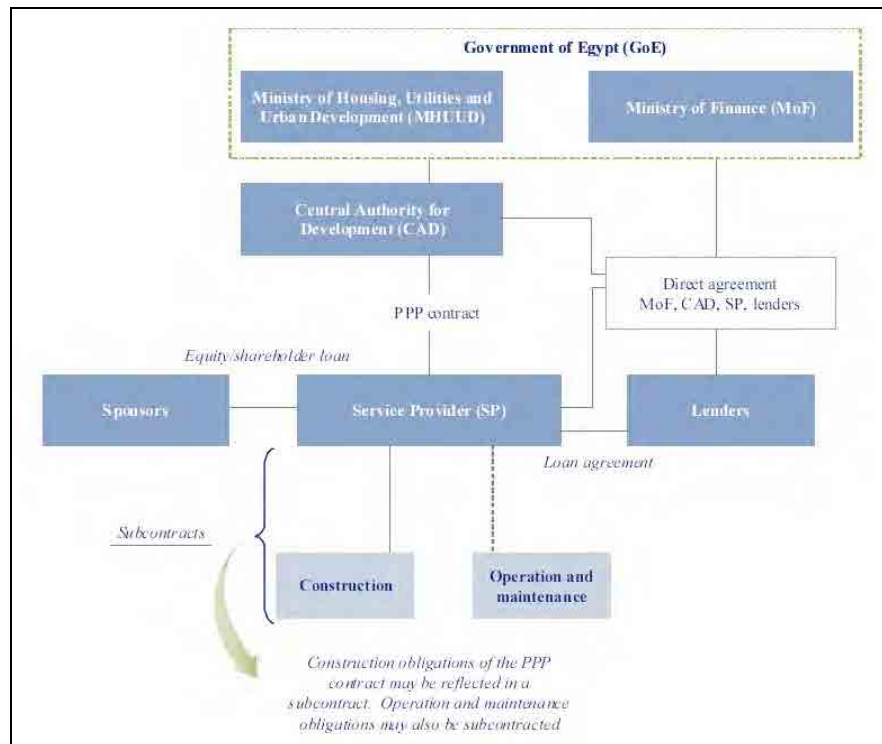 Government of Egypt (GoE)
Ministry of Housing, Utilities and
Urban Development (MHUUD)
Ministry of Finance (MoF)
Central Authority for
Development (CAD)
Direct agreement
MoF, CAD, SP, lenders
PPP contract
Equity/shareholder loan
Sponsors
Service Provider (SP)
Lenders
Loan agreement
Subcontracts
Construction
Operation and
maintenance
Construction obligations of the PPP
contract may be reflected in a
subcontract. Operation and maintenance
obligations may also be subcontracted